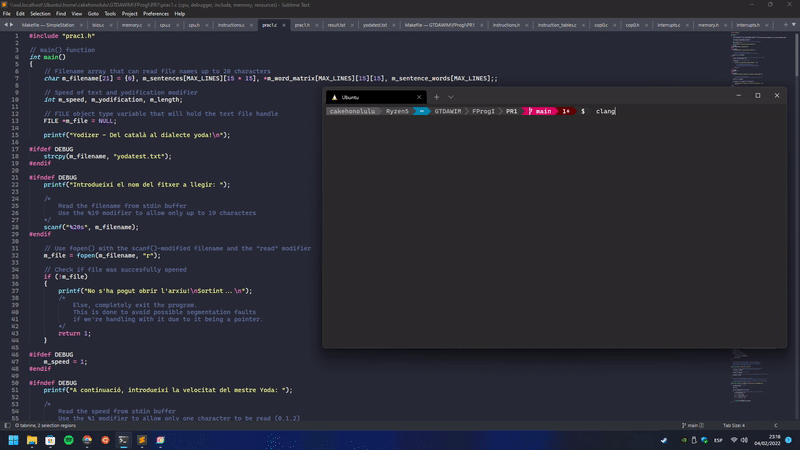 \\wsl.localhost\Ubuntu\home\cakehonolulu\GTDAWIM\FProgI\PR1\prac1.c (cpu, debugger, include, memory, resources) - Sublime Text
File Edit Selection Find View Goto Tools Project Preferences Help
Makefile — SimpleStation bios.c memory.c cpu.c cpu.h instructions.c prac1.c prac1.h result.txt yodatest.txt Makefile — GTDAWIM\FProgI\PR1 instructions.h instruction_tables.c cop0.c cop0.h interrupts.c memory.h interrupts.h
1 #include "prac1.h"
2
3 // main() function
4 int main()
5 {
6 // Filename array that can read file names up to 20 characters
7 char m_filename[21] = {0}, m_sentences[MAX_LINES][15 * 15], *m_word_matrix[MAX_LINES][15][15], m_sentence_words[MAX_LINES];;
8
9 // Speed of text and yodification modifier
10 int m_speed, m_yodification, m_length;
11
12 // FILE object type variable that will hold the text file handle
13 FILE *m_file = NULL;
14
15 printf("Yodizer - Del català al dialecte yoda!\n");
16
17 #ifdef DEBUG
18 strcpy(m_filename, "yodatest.txt");
19 #endif
20
21 #ifndef DEBUG
22 printf("Introdueixi el nom del fitxer a llegir: ");
23
24 /*
25 Read the filename from stdin buffer
26 Use the %19 modifier to allow only up to 19 characters
27 */
28 scanf("%20s", m_filename);
29 #endif
30
31 // Use fopen() with the scanf()-modified filename and the "read" modifier
32 m_file = fopen(m_filename, "r");
33
34 // Check if file was succesfully opened
35 if (!m_file)
36 {
37 printf("No s'ha pogut obrir l'arxiu!\nSortint...\n");
38 /*
39 Else, completely exit the program.
40 This is done to avoid possible segmentation faults
41 if we're handling with it due to it being a pointer.
42 */
43 return 1;
44 }
45
46 #ifdef DEBUG
47 m_speed = 1;
48 #endif
49
50 #ifndef DEBUG
51 printf("A continuació, introdueixi la velocitat del mestre Yoda: ");
52
53 /*
54 Read the speed from stdin buffer
55 Use the %1 modifier to allow only one character to be read (0,1,2)
Ubuntu
cakehonolulu Ryzen5 ~ GTDAWIM FProgI PR1 main 1+ $ clang
0 tabnine, 2 selection regions main 2 Tab Size: 4 C
ESP 23:18
04/02/2022